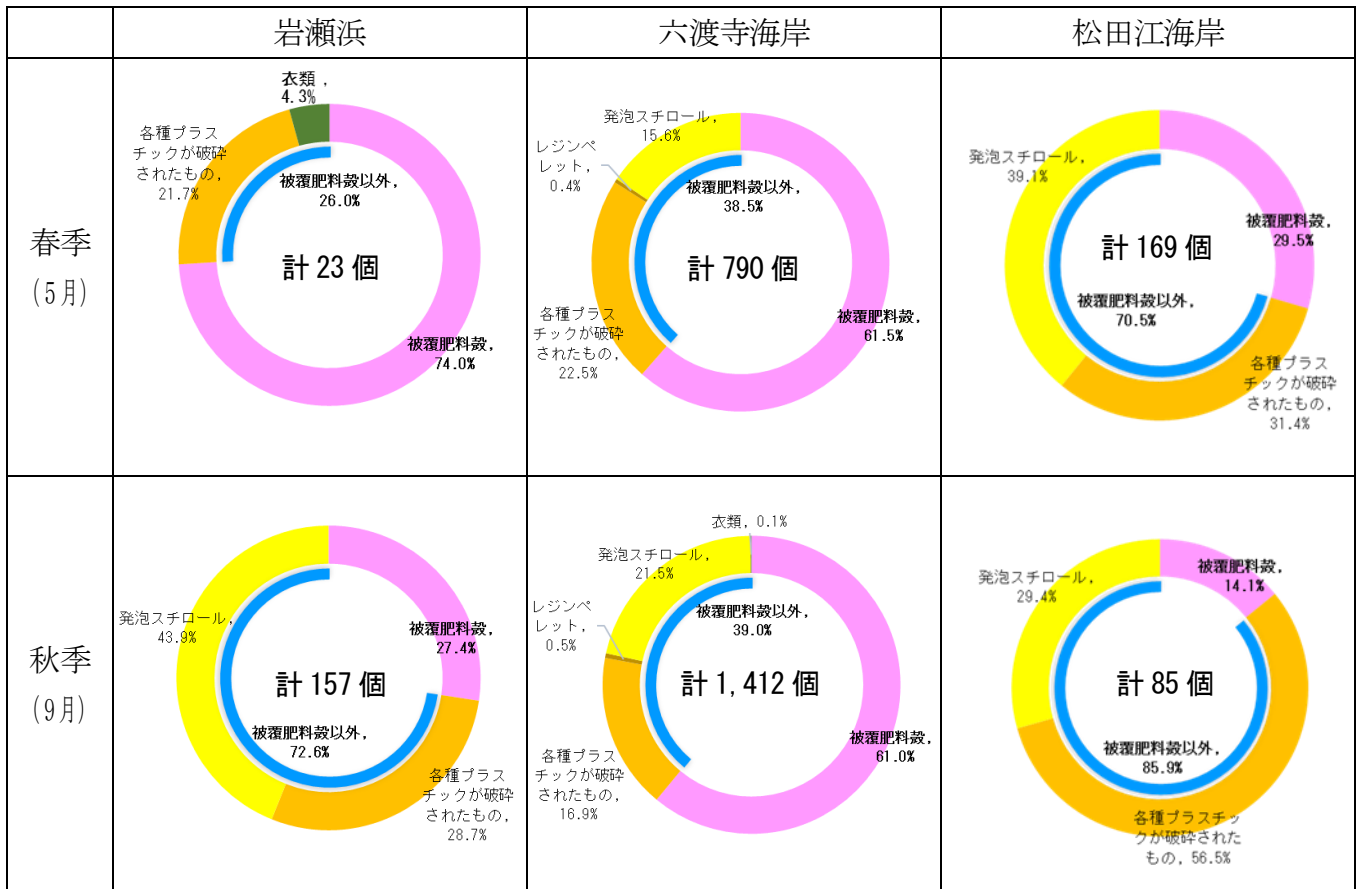 岩瀬浜
六渡寺海岸
松田江海岸
春季
(5月)
衣類,
4.3%
各種プラス
チックが破砕
されたもの,
21.7%
被覆肥料殻以外,
26.0%
計 23 個
被覆肥料殻,
74.0%
発泡スチロール,
15.6%
レジンペ
レット,
0.4%
被覆肥料殻以外,
38.5%
計 790 個
各種プラス
チックが破砕
されたもの,
22.5%
被覆肥料殻,
61.5%
発泡スチロール,
39.1%
被覆肥料殻,
29.5%
計 169 個
被覆肥料殻以外,
70.5%
各種プラス
チックが破砕
されたもの,
31.4%
秋季
(9月)
発泡スチロール,
43.9%
被覆肥料殻,
27.4%
計 157 個
被覆肥料殻以外,
72.6%
各種プラス
チックが破砕
されたもの,
28.7%
衣類, 0.1%
発泡スチロール,
21.5%
レジンペ
レット,
0.5%
被覆肥料殻以外,
39.0%
計 1,412 個
各種プラス
チックが破砕
されたもの,
16.9%
被覆肥料殻,
61.0%
発泡スチロール,
29.4%
被覆肥料殻,
14.1%
計 85 個
被覆肥料殻以外,
85.9%
各種プラスチッ
クが破砕された
もの, 56.5%